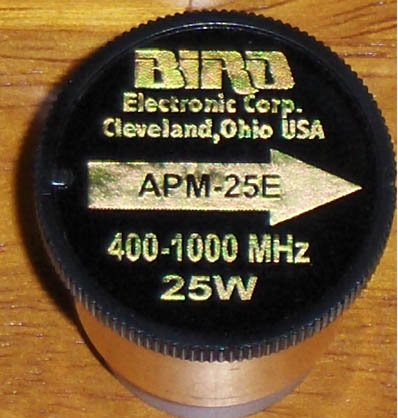 BIRD
Electronic Corp.
Cleveland,Ohio USA
APM-25E
400-1000 MHz
25W